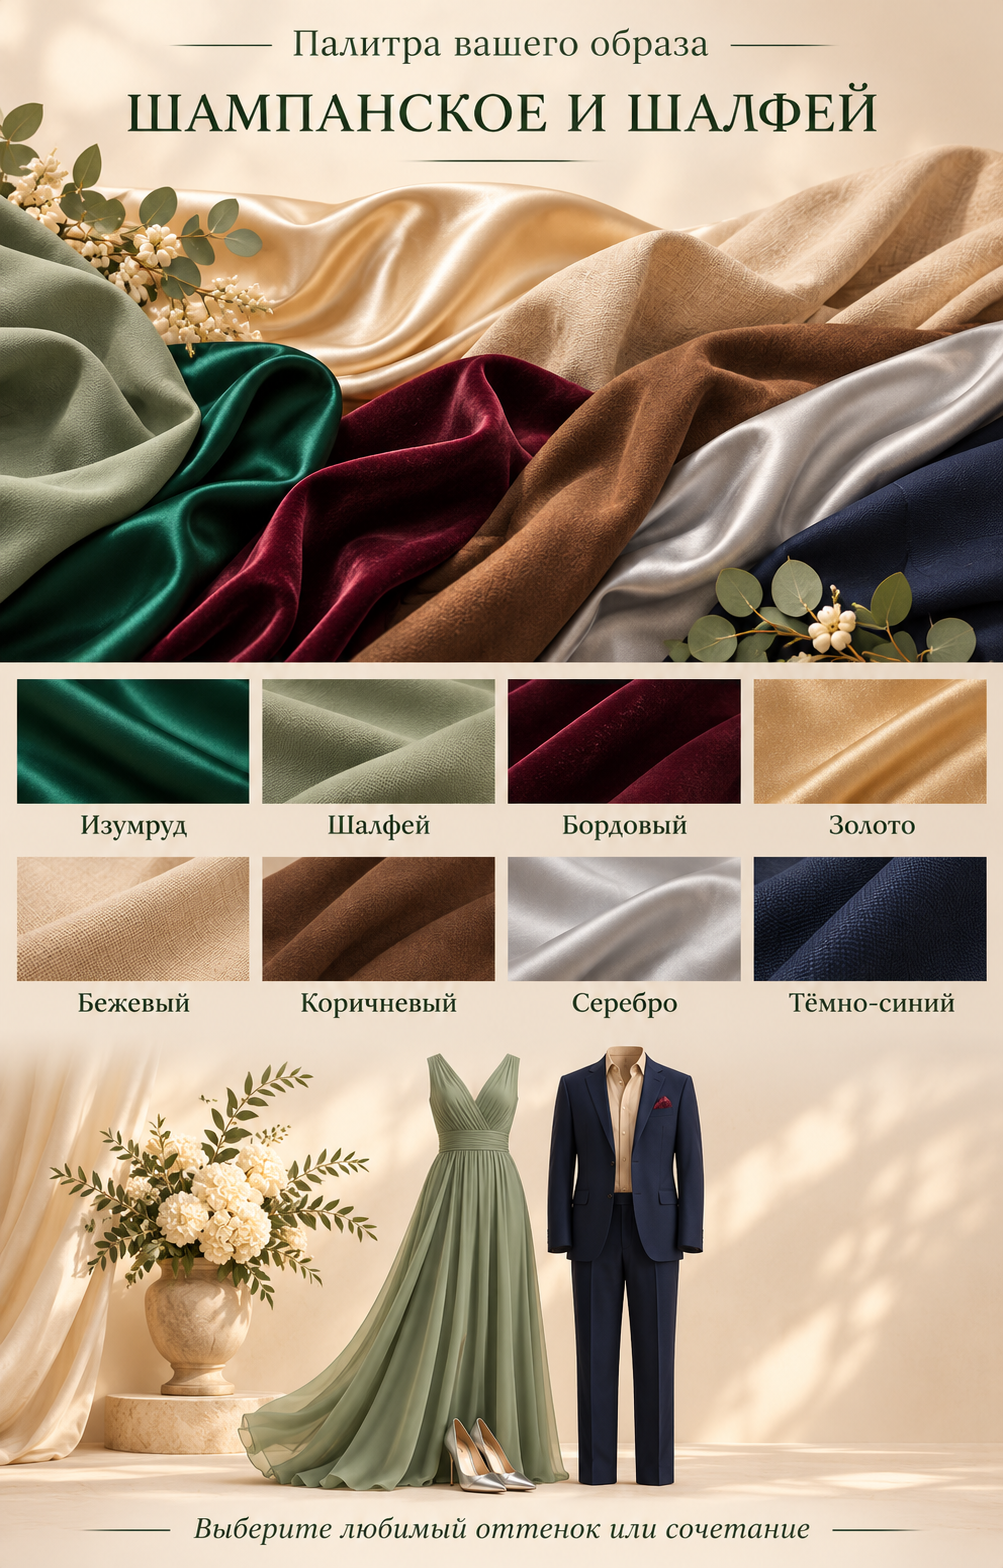 Палитра вашего образа
ШАМПАНСКОЕ И ШАЛФЕЙ
Изумруд
Шалфей
Бордовый
Золото
Бежевый
Коричневый
Серебро
Тёмно-синий
Выберите любимый оттенок или сочетание